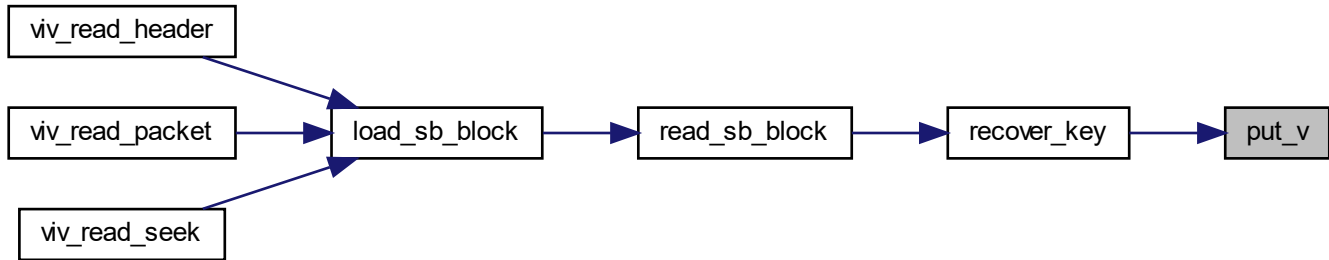 viv_read_header
viv_read_packet
load_sb_block
read_sb_block
recover_key
put_v
viv_read_seek